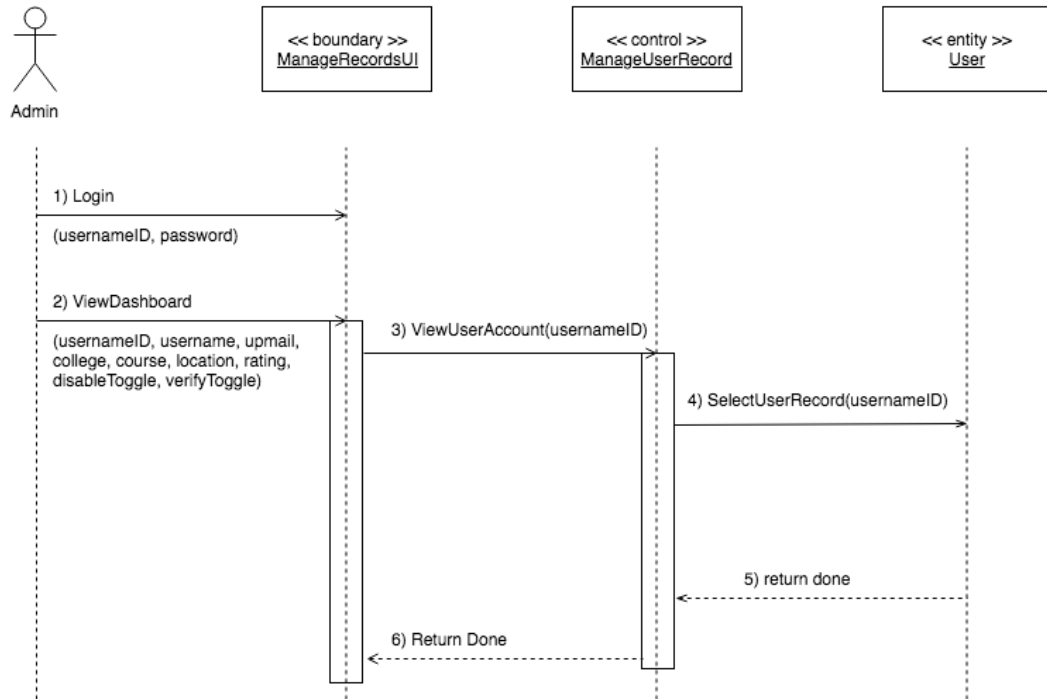 << boundary >>
ManageRecordsUI
<< control >>
ManageUserRecord
<< entity >>
User
Admin
1) Login
(usernameID, password)
2) ViewDashboard
(usernameID, username, upmail,
college, course, location, rating,
disableToggle, verifyToggle)
3) ViewUserAccount(usernameID)
4) SelectUserRecord(usernameID)
5) return done
6) Return Done